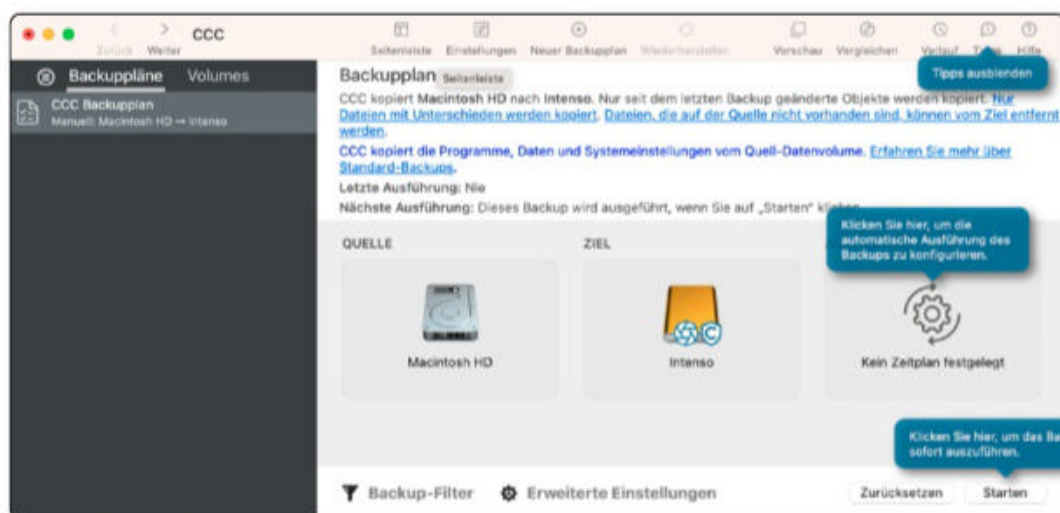 CCC
Zurück Weiter
Seitenleiste Einstellungen Neuer Backupplan Wiederherstellen Vorschau Vergleichen Verlauf Tipps Hilfe
Tipps ausblenden
Backuppläne Volumes
CCC Backupplan
Manuell: Macintosh HD → Intenso
Backupplan
Seitenleiste
CCC kopiert Macintosh HD nach Intenso. Nur seit dem letzten Backup geänderte Objekte werden kopiert. Nur
Dateien mit Unterschieden werden kopiert. Dateien, die auf der Quelle nicht vorhanden sind, können vom Ziel entfernt
werden.
CCC kopiert die Programme, Daten und Systemeinstellungen vom Quell-Datenvolume. Erfahren Sie mehr über
Standard-Backups.
Letzte Ausführung: Nie
Nächste Ausführung: Dieses Backup wird ausgeführt, wenn Sie auf „Starten“
Klicken Sie hier, um die
automatische Ausführung des
Backups zu konfigurieren.
QUELLE
ZIEL
Macintosh HD
Intenso
Kein Zeitplan festgelegt
Klicken Sie hier, um das Ba
sofort auszuführen.
Backup-Filter Erweiterte Einstellungen Zurücksetzen Starten